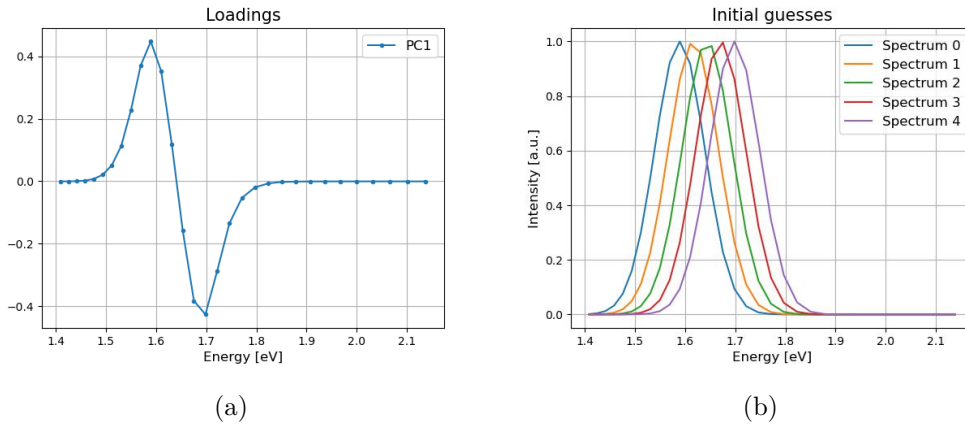 Loadings
PC1
0.4
0.2
0.0
−0.2
−0.4
1.4 1.5 1.6 1.7 1.8 1.9 2.0 2.1
Energy [eV]
(a)
Initial guesses
Spectrum 0
Spectrum 1
Spectrum 2
Spectrum 3
Spectrum 4
Intensity [a.u.]
1.0
0.8
0.6
0.4
0.2
0.0
1.4 1.5 1.6 1.7 1.8 1.9 2.0 2.1
Energy [eV]
(b)